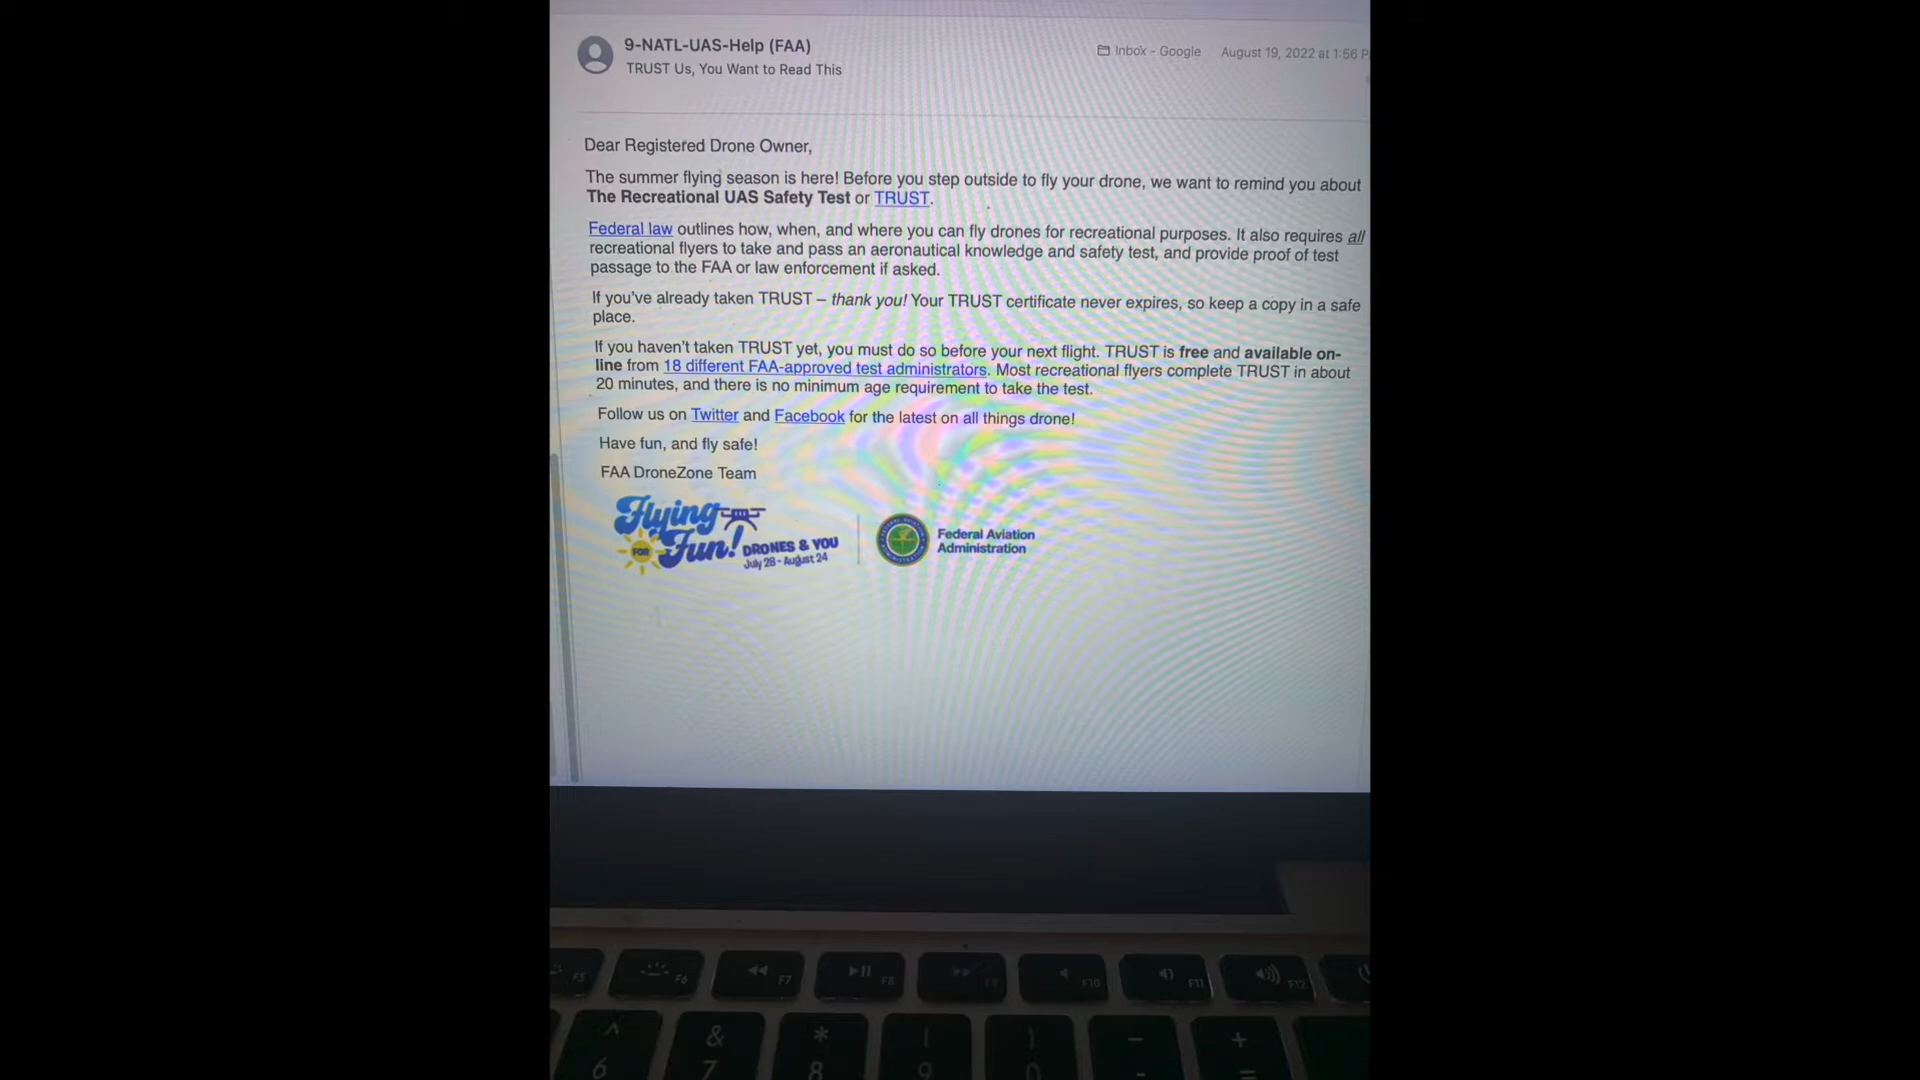 9-NATL-UAS-Help (FAA)
Inbox - Google August 19, 2022 at 1:56 P
TRUST Us, You Want to Read This
Dear Registered Drone Owner,
The summer flying season is here! Before you step outside to fly your drone, we want to remind you about
The Recreational UAS Safety Test or TRUST.
Federal law outlines how, when, and where you can fly drones for recreational purposes. It also requires all
recreational flyers to take and pass an aeronautical knowledge and safety test, and provide proof of test
passage to the FAA or law enforcement if asked.
If you've already taken TRUST – thank you! Your TRUST certificate never expires, so keep a copy in a safe
place.
If you haven't taken TRUST yet, you must do so before your next flight. TRUST is free and available on-
line from 18 different FAA-approved test administrators. Most recreational flyers complete TRUST in about
20 minutes, and there is no minimum age requirement to take the test.
Follow us on Twitter and Facebook for the latest on all things drone!
Have fun, and fly safe!
FAA DroneZone Team
Flying
FOR Fun! DRONES & YOU
July 28 - August 24
Federal Aviation
Administration
F5 F6 F7 F8 F9 F10 F11 F12
^ & * ( ) – +
6 7 8 9 0 - =